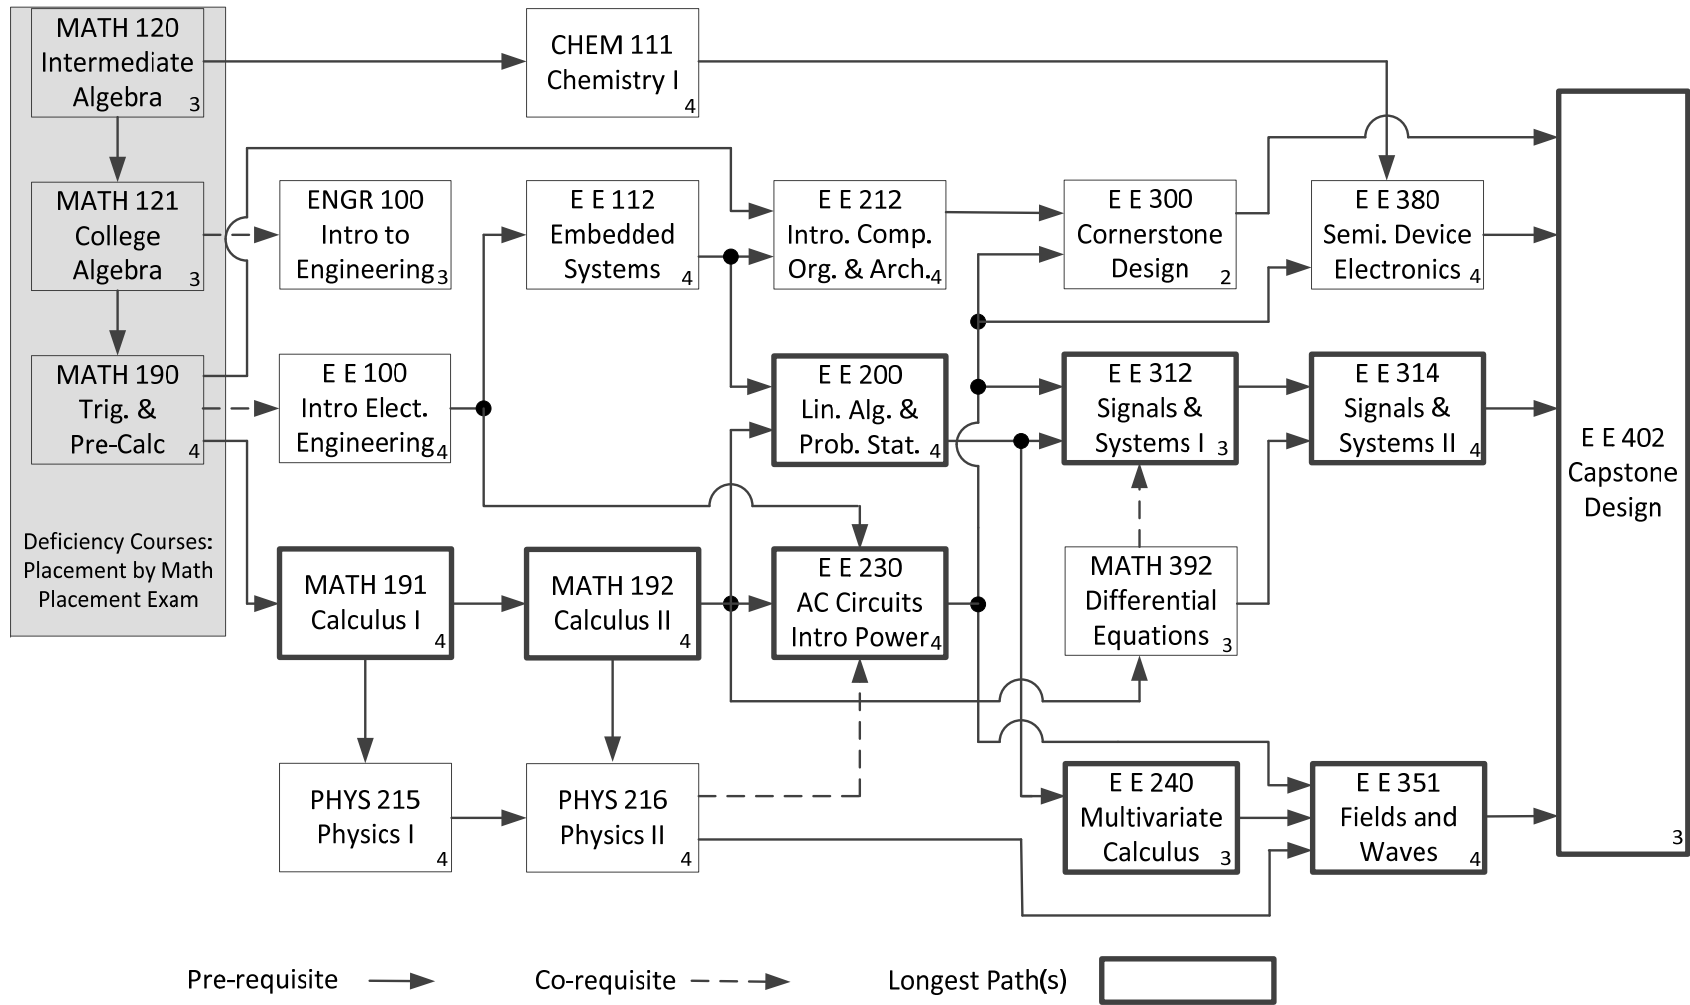 MATH 120
Intermediate
Algebra
3
CHEM 111
Chemistry I
4
MATH 121
College
Algebra
3
ENGR 100
Intro to
Engineering
3
E E 112
Embedded
Systems
4
E E 212
Intro. Comp.
Org. & Arch.
4
E E 300
Cornerstone
Design
2
E E 380
Semi. Device
Electronics
4
MATH 190
Trig. &
Pre-Calc
4
E E 100
Intro Elect.
Engineering
4
E E 200
Lin. Alg. &
Prob. Stat.
4
E E 312
Signals &
Systems I
3
E E 314
Signals &
Systems II
4
E E 402
Capstone
Design
3
Deficiency Courses:
Placement by Math
Placement Exam
MATH 191
Calculus I
4
MATH 192
Calculus II
4
E E 230
AC Circuits
Intro Power
4
MATH 392
Differential
Equations
3
PHYS 215
Physics I
4
PHYS 216
Physics II
4
E E 240
Multivariate
Calculus
3
E E 351
Fields and
Waves
4
Pre-requisite
Co-requisite
Longest Path(s)